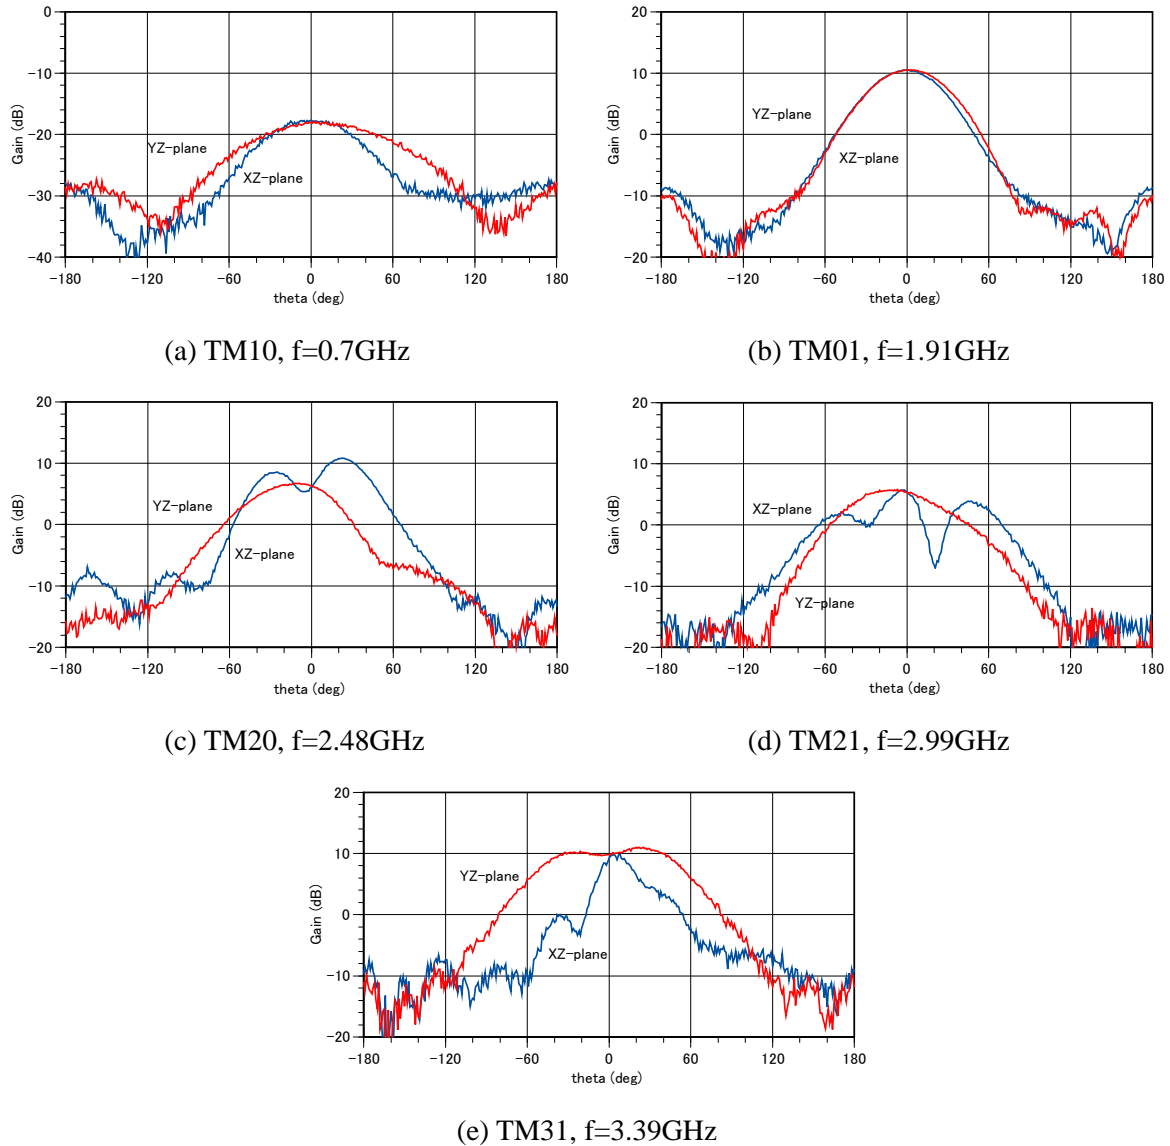 0
-10
-20
-30
-40
Gain (dB)
YZ-plane
XZ-plane
-180 -120 -60 0 60 120 180
theta (deg)
(a) TM10, f=0.7GHz
20
10
0
-10
-20
Gain (dB)
YZ-plane
XZ-plane
-180 -120 -60 0 60 120 180
theta (deg)
(b) TM01, f=1.91GHz
20
10
0
-10
-20
Gain (dB)
YZ-plane
XZ-plane
-180 -120 -60 0 60 120 180
theta (deg)
(c) TM20, f=2.48GHz
20
10
0
-10
-20
Gain (dB)
XZ-plane
YZ-plane
-180 -120 -60 0 60 120 180
theta (deg)
(d) TM21, f=2.99GHz
20
10
0
-10
-20
Gain (dB)
YZ-plane
XZ-plane
-180 -120 -60 0 60 120 180
theta (deg)
(e) TM31, f=3.39GHz